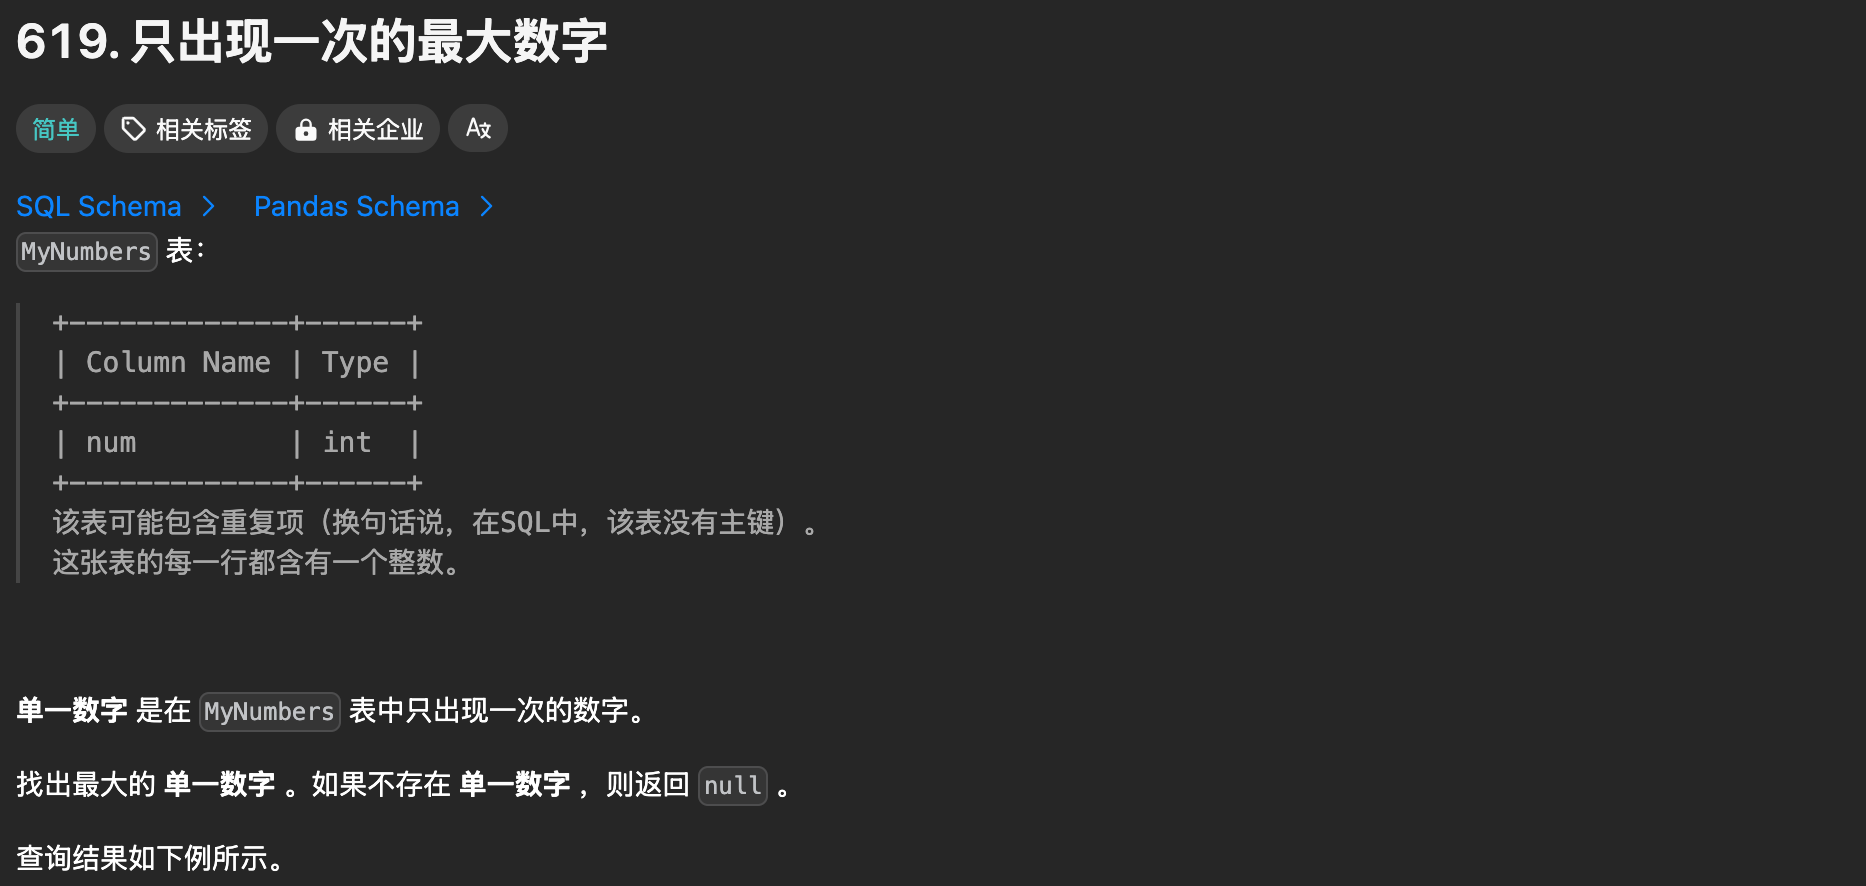 619. 只出现一次的最大数字
简单 相关标签 相关企业 A文
SQL Schema > Pandas Schema >
MyNumbers 表：
+-------------+------+
| Column Name | Type |
+-------------+------+
| num         | int  |
+-------------+------+
该表可能包含重复项（换句话说，在SQL中，该表没有主键）。
这张表的每一行都含有一个整数。
单一数字 是在 MyNumbers 表中只出现一次的数字。
找出最大的 单一数字 。如果不存在 单一数字 ，则返回 null 。
查询结果如下例所示。